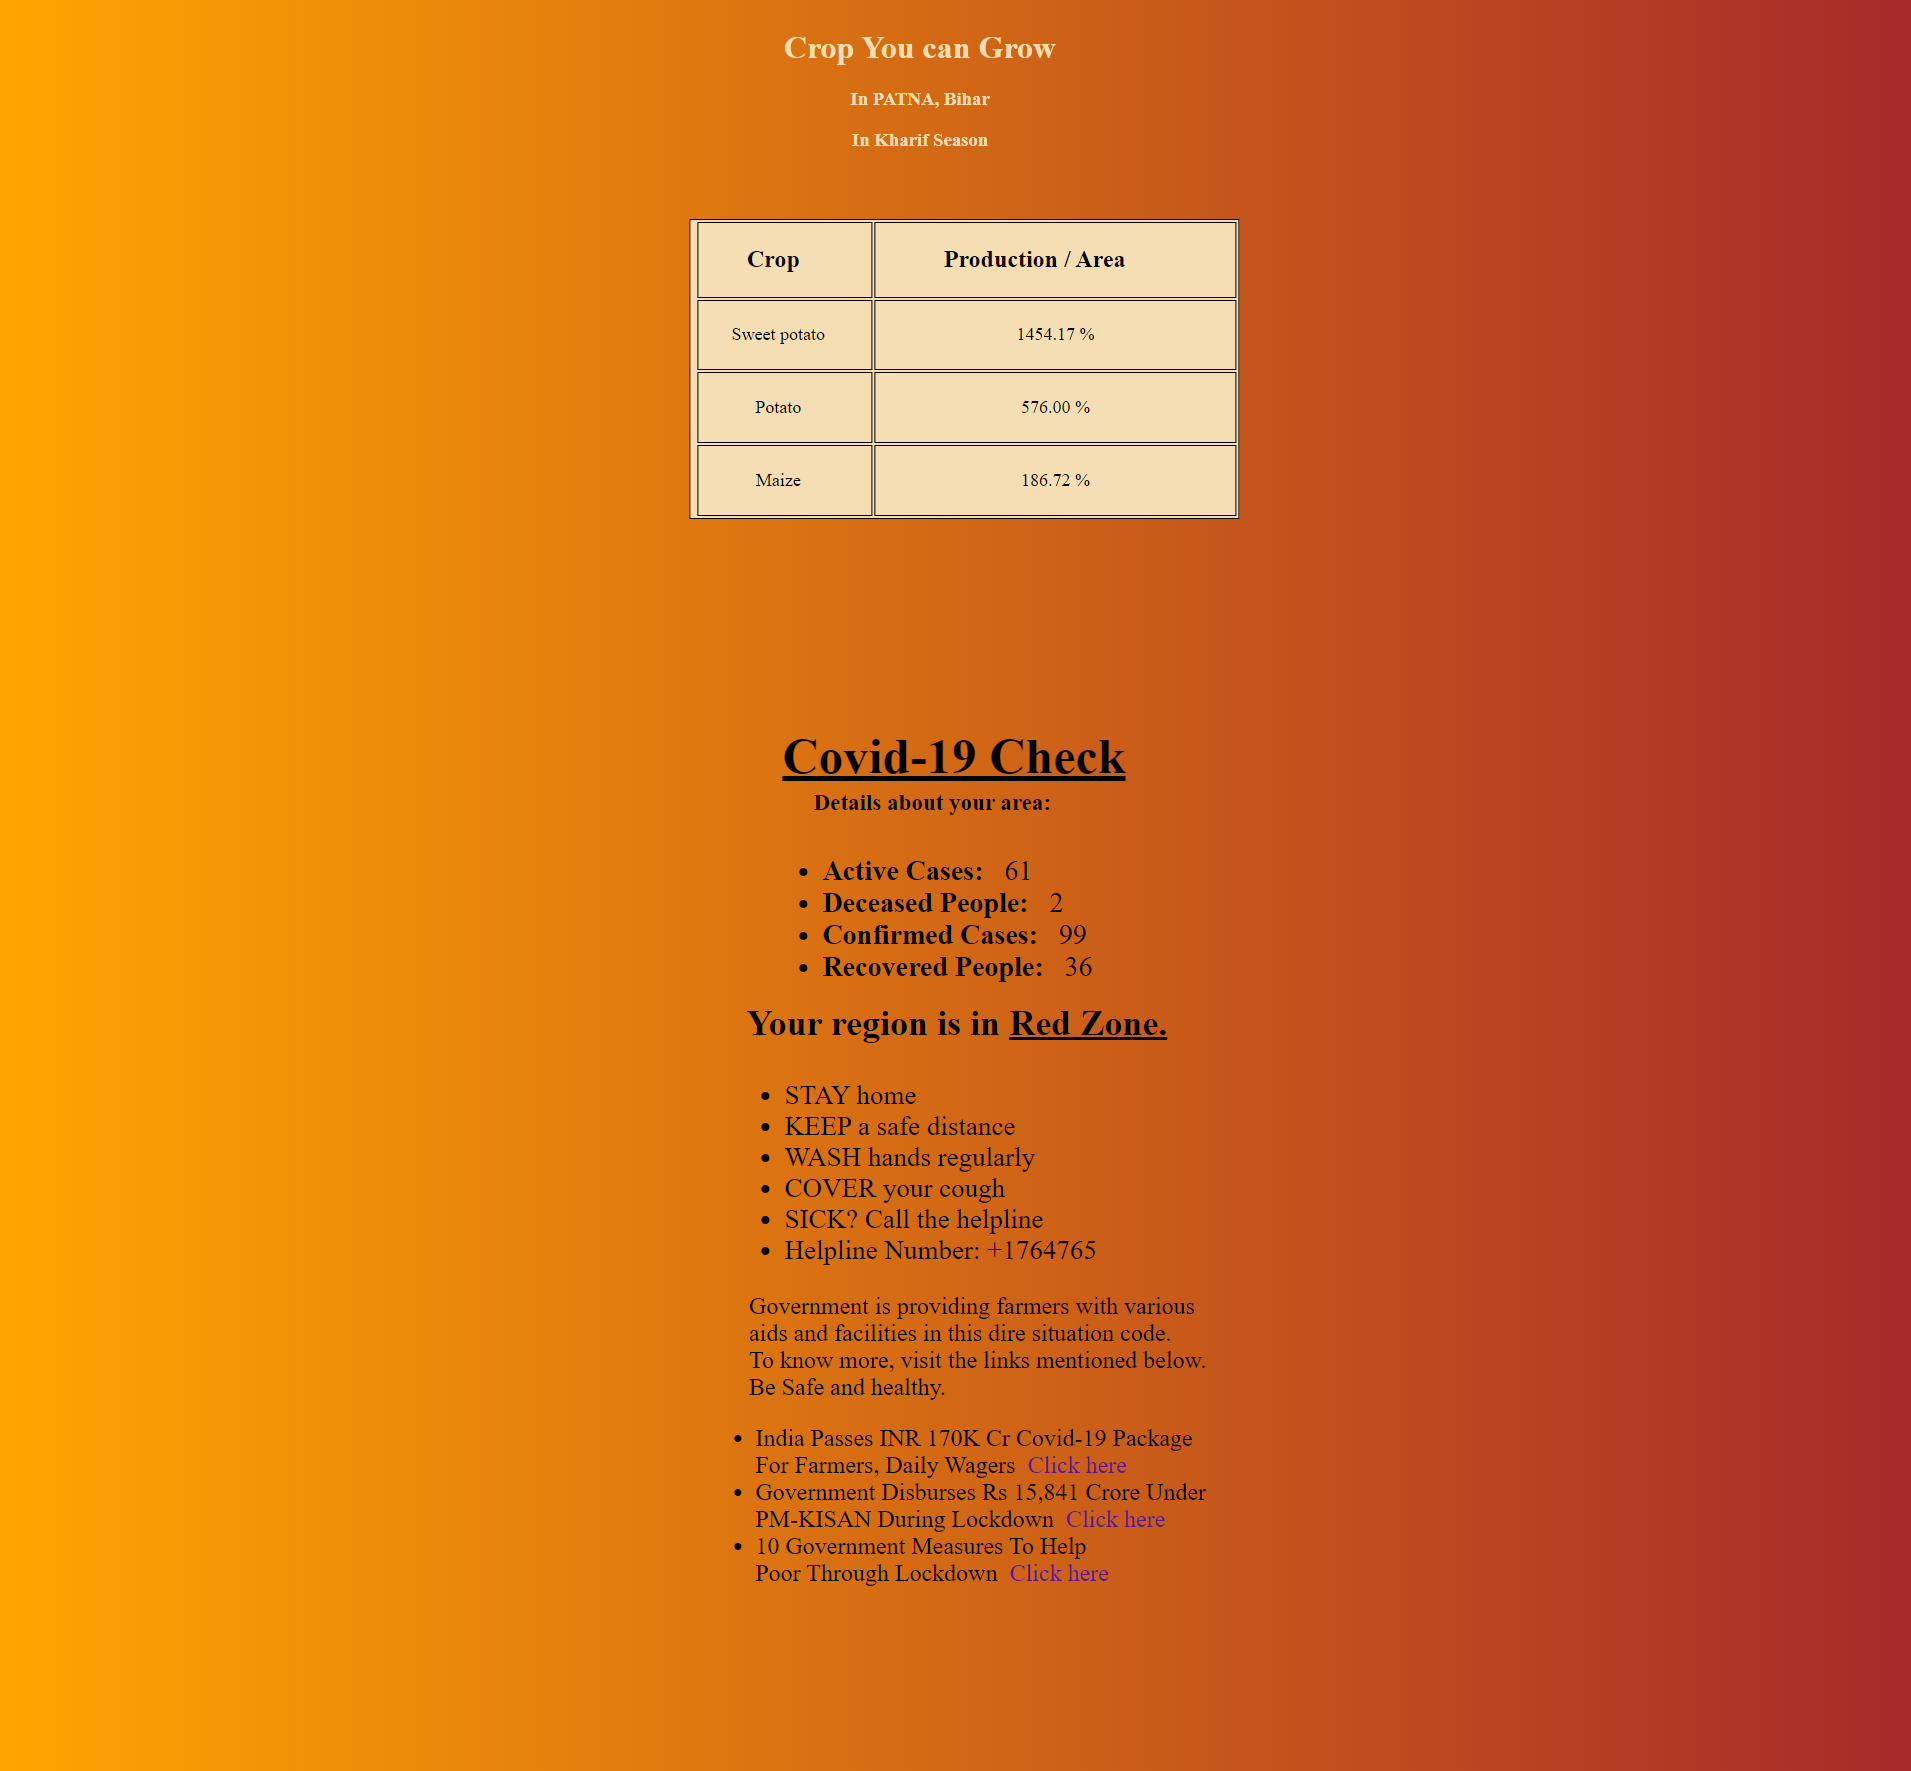 Crop You can Grow
In PATNA, Bihar
In Kharif Season
Crop Production / Area
Sweet potato 1454.17 %
Potato 576.00 %
Maize 186.72 %
Covid-19 Check
Details about your area:
• Active Cases: 61
• Deceased People: 2
• Confirmed Cases: 99
• Recovered People: 36
Your region is in Red Zone.
• STAY home
• KEEP a safe distance
• WASH hands regularly
• COVER your cough
• SICK? Call the helpline
• Helpline Number: +1764765
Government is providing farmers with various
aids and facilities in this dire situation code.
To know more, visit the links mentioned below.
Be Safe and healthy.
• India Passes INR 170K Cr Covid-19 Package
For Farmers, Daily Wagers Click here
• Government Disburses Rs 15,841 Crore Under
PM-KISAN During Lockdown Click here
• 10 Government Measures To Help
Poor Through Lockdown Click here